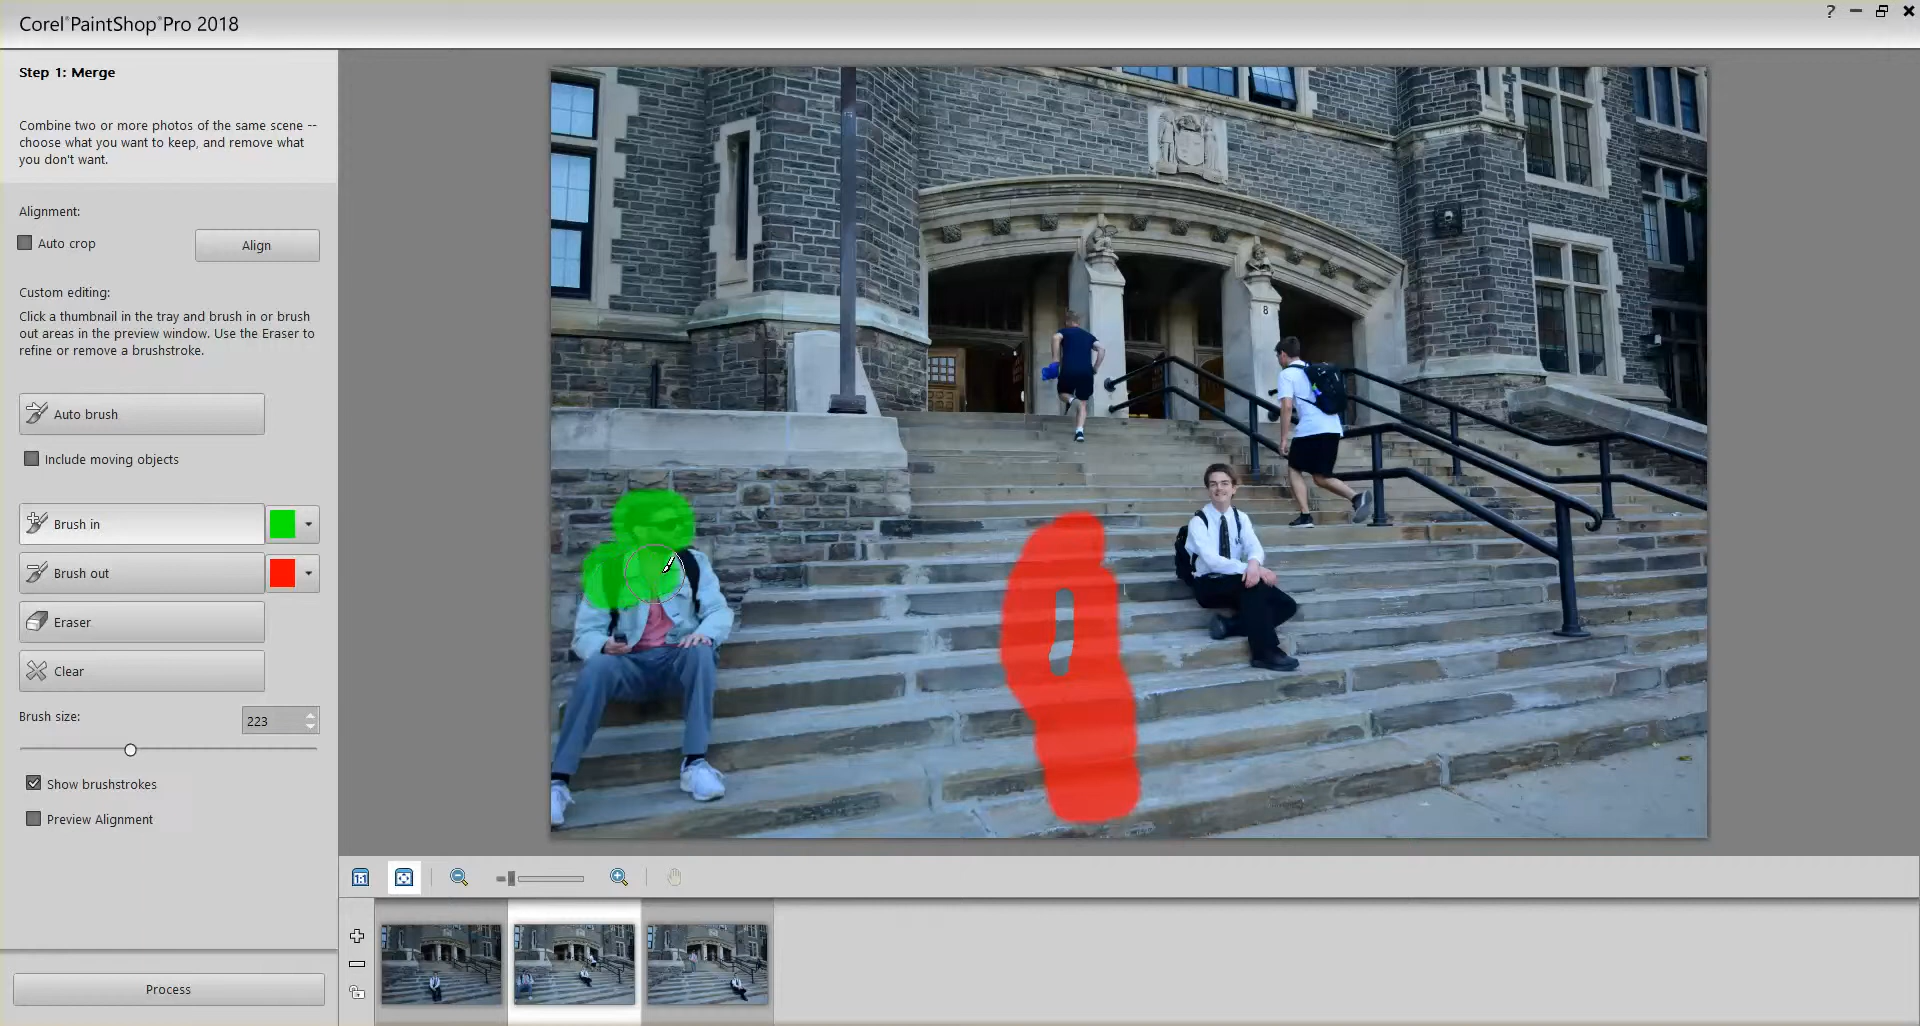 Corel®PaintShop®Pro 2018
?
Step 1: Merge
Combine two or more photos of the same scene --
choose what you want to keep, and remove what
you don't want.
Alignment:
Auto crop
Align
Custom editing:
Click a thumbnail in the tray and brush in or brush
out areas in the preview window. Use the Eraser to
refine or remove a brushstroke.
Auto brush
Include moving objects
Brush in
Brush out
Eraser
Clear
Brush size:
223
Show brushstrokes
Preview Alignment
Process
8
1:1